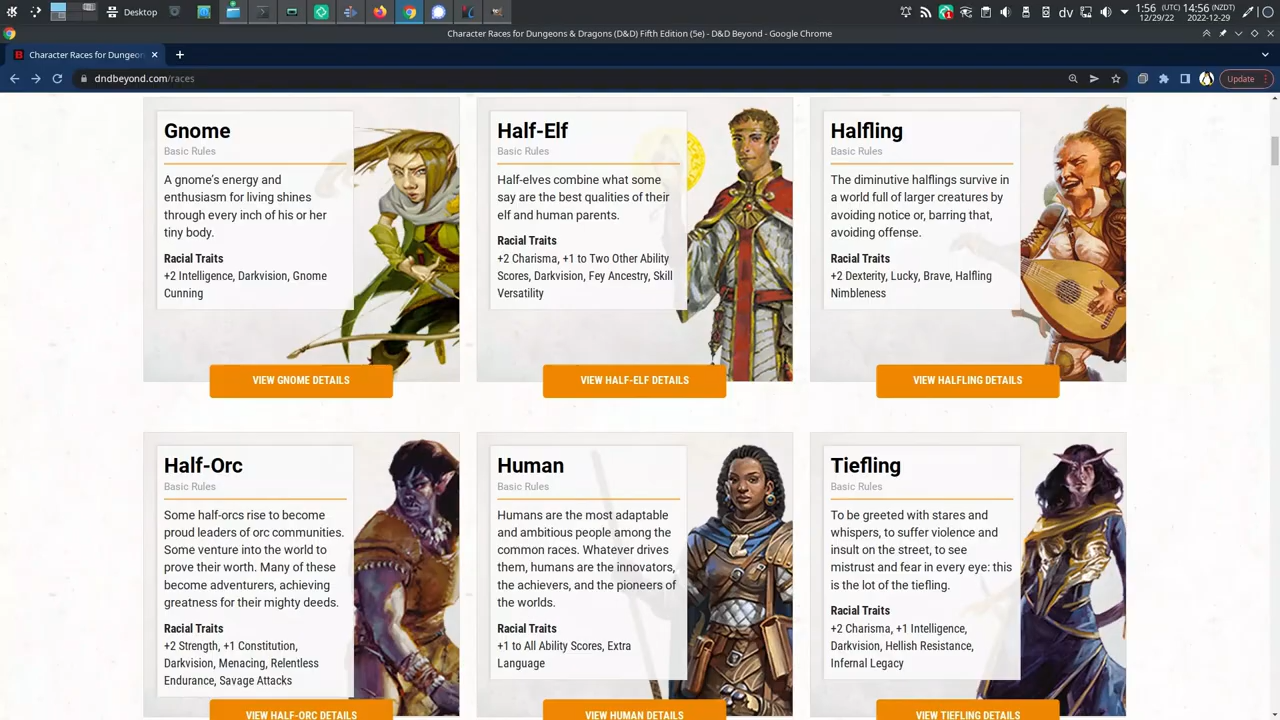 Desktop
1:56 (UTC) 14:56 (NZDT)
12/29/22 2022-12-29
dv
1
Character Races for Dungeons & Dragons (D&D) Fifth Edition (5e) - D&D Beyond - Google Chrome
Character Races for Dungeon
dndbeyond.com/races
Update
Gnome
Basic Rules
A gnome's energy and
enthusiasm for living shines
through every inch of his or her
tiny body.
Racial Traits
+2 Intelligence, Darkvision, Gnome
Cunning
VIEW GNOME DETAILS
Half-Elf
Basic Rules
Half-elves combine what some
say are the best qualities of their
elf and human parents.
Racial Traits
+2 Charisma, +1 to Two Other Ability
Scores, Darkvision, Fey Ancestry, Skill
Versatility
VIEW HALF-ELF DETAILS
Halfling
Basic Rules
The diminutive halflings survive in
a world full of larger creatures by
avoiding notice or, barring that,
avoiding offense.
Racial Traits
+2 Dexterity, Lucky, Brave, Halfling
Nimbleness
VIEW HALFLING DETAILS
Half-Orc
Basic Rules
Some half-orcs rise to become
proud leaders of orc communities.
Some venture into the world to
prove their worth. Many of these
become adventurers, achieving
greatness for their mighty deeds.
Racial Traits
+2 Strength, +1 Constitution,
Darkvision, Menacing, Relentless
Endurance, Savage Attacks
VIEW HALF-ORC DETAILS
Human
Basic Rules
Humans are the most adaptable
and ambitious people among the
common races. Whatever drives
them, humans are the innovators,
the achievers, and the pioneers of
the worlds.
Racial Traits
+1 to All Ability Scores, Extra
Language
VIEW HUMAN DETAILS
Tiefling
Basic Rules
To be greeted with stares and
whispers, to suffer violence and
insult on the street, to see
mistrust and fear in every eye: this
is the lot of the tiefling.
Racial Traits
+2 Charisma, +1 Intelligence,
Darkvision, Hellish Resistance,
Infernal Legacy
VIEW TIEFLING DETAILS